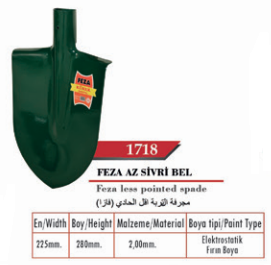 FEZA
1718
FEZA AZ SİVRİ BEL
Feza less pointed spade
مجرفة التربة اقل الحادي (فازا)
En/Width Boy/Height Malzeme/Material Boya tipi/Paint Type
225mm. 280mm. 2,00mm. Elektrostatik
Fırın Boya